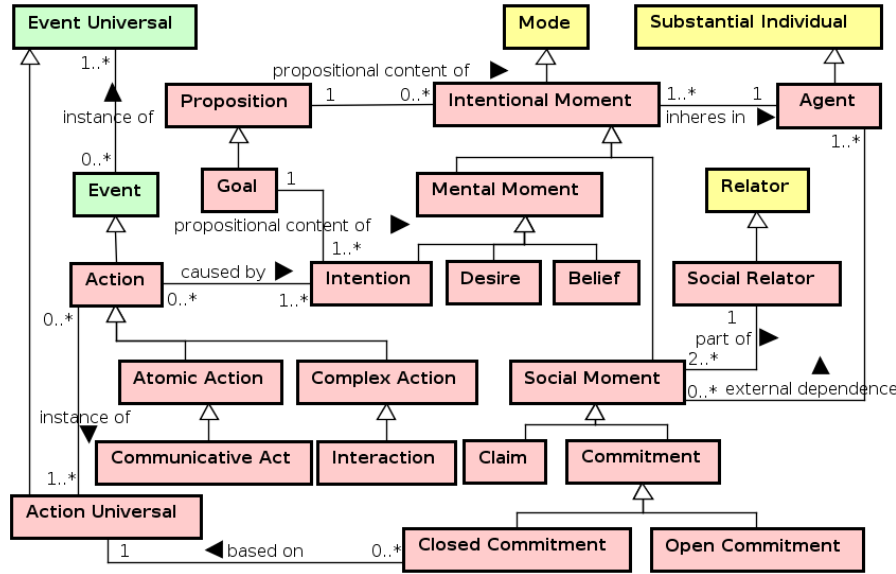 Event Universal
Mode
Substantial Individual
1..*
propositional content of
Proposition
1
0..*
Intentional Moment
1..*
1
Agent
instance of
inheres in
1..*
0..*
Event
Goal
1
Mental Moment
Relator
propositional content of
1..*
Action
caused by
Intention
Desire
Belief
Social Relator
0..*
1..*
0..*
1
part of
2..*
Atomic Action
Complex Action
Social Moment
0..*
external dependence
instance of
Communicative Act
Interaction
Claim
Commitment
1..*
Action Universal
1
based on
0..*
Closed Commitment
Open Commitment